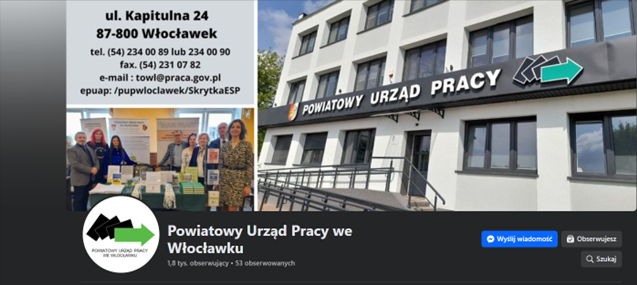 ul. Kapitulna 24
87-800 Włocławek
tel. (54) 234 00 89 lub 234 00 90
fax. (54) 231 07 82
e-mail : towl@praca.gov.pl
epuap: /pupwloclawek/SkrytkaESP
POWIATOWY URZĄD PRACY
POWIATOWY URZĄD PRACY
WE WŁOCŁAWKU
Powiatowy Urząd Pracy we
Włocławku
1,8 tys. obserwujący • 53 obserwowanych
Wyślij wiadomość
Obserwujesz
Szukaj